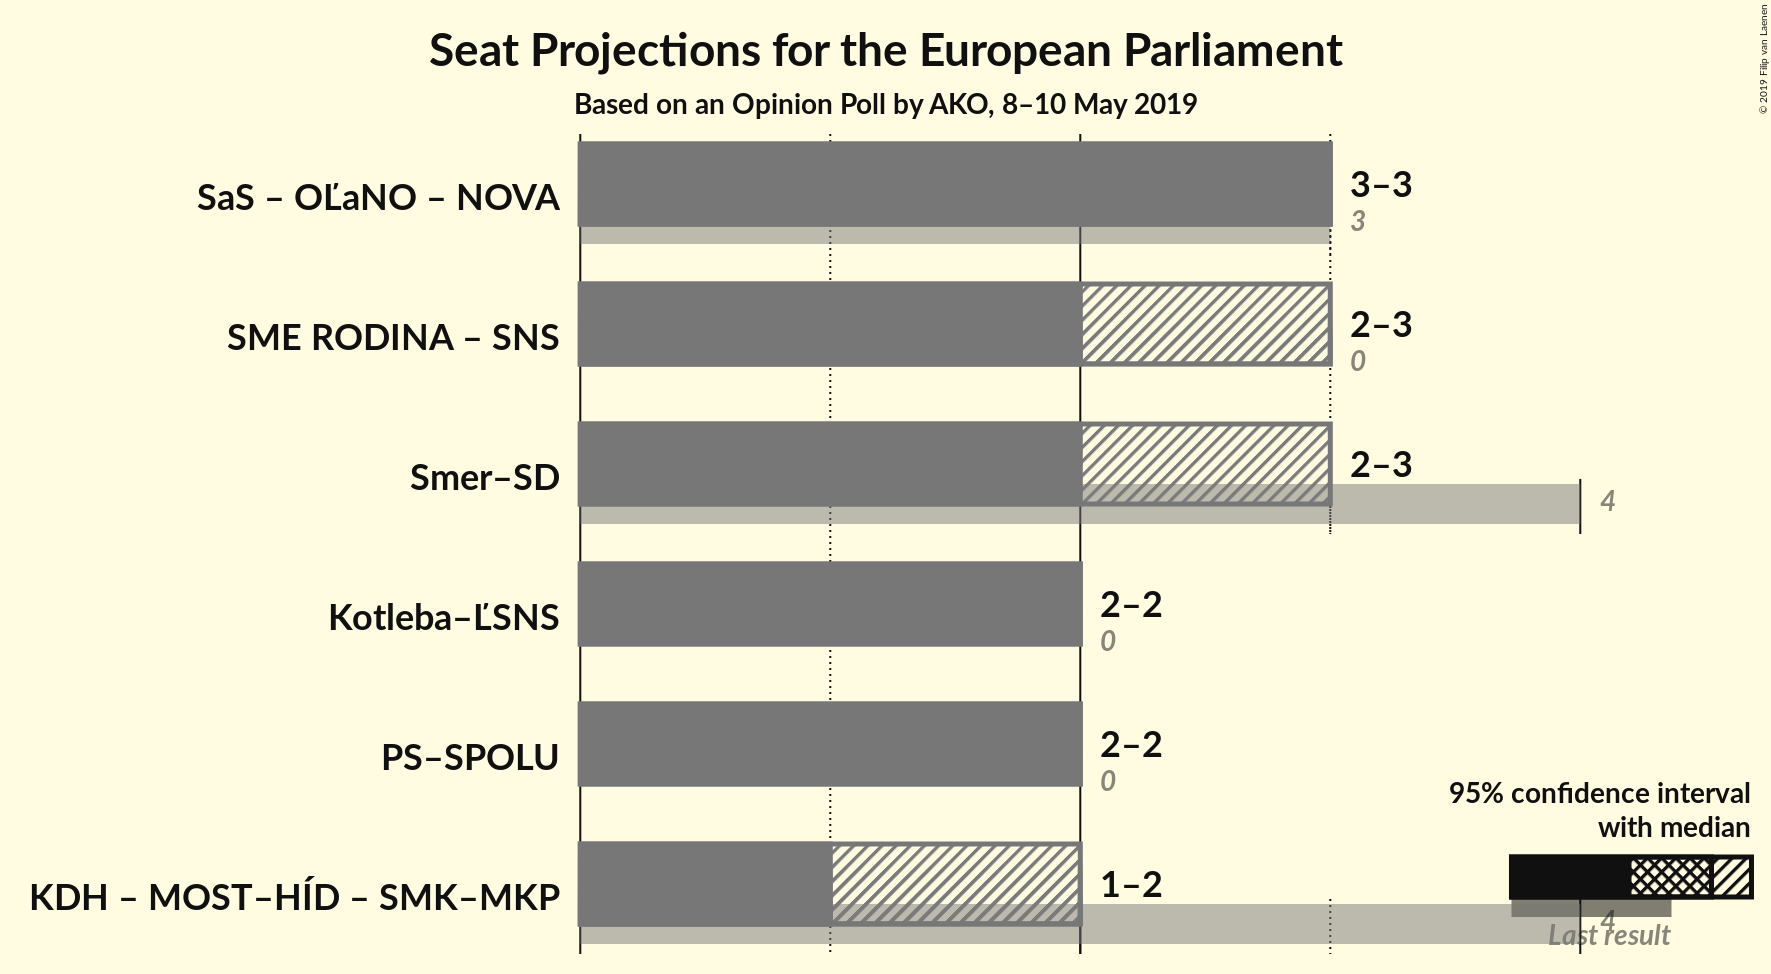 Seat Projections for the European Parliament
Based on an Opinion Poll by AKO, 8–10 May 2019
© 2019 Filip van Laenen
SaS – OĽaNO – NOVA
3–3
3
SME RODINA – SNS
2–3
0
Smer–SD
2–3
4
Kotleba–ĽSNS
2–2
0
PS–SPOLU
2–2
0
KDH – MOST–HÍD – SMK–MKP
1–2
4
95% confidence interval
with median
Last result